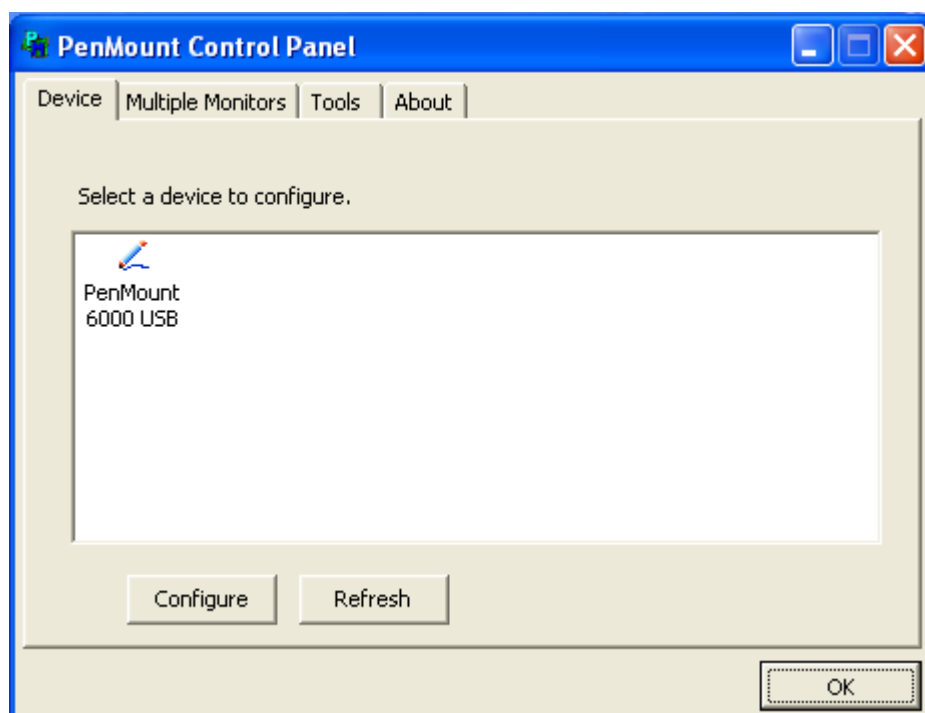 PenMount Control Panel
Device Multiple Monitors Tools About
Select a device to configure.
PenMount
6000 USB
Configure Refresh
OK